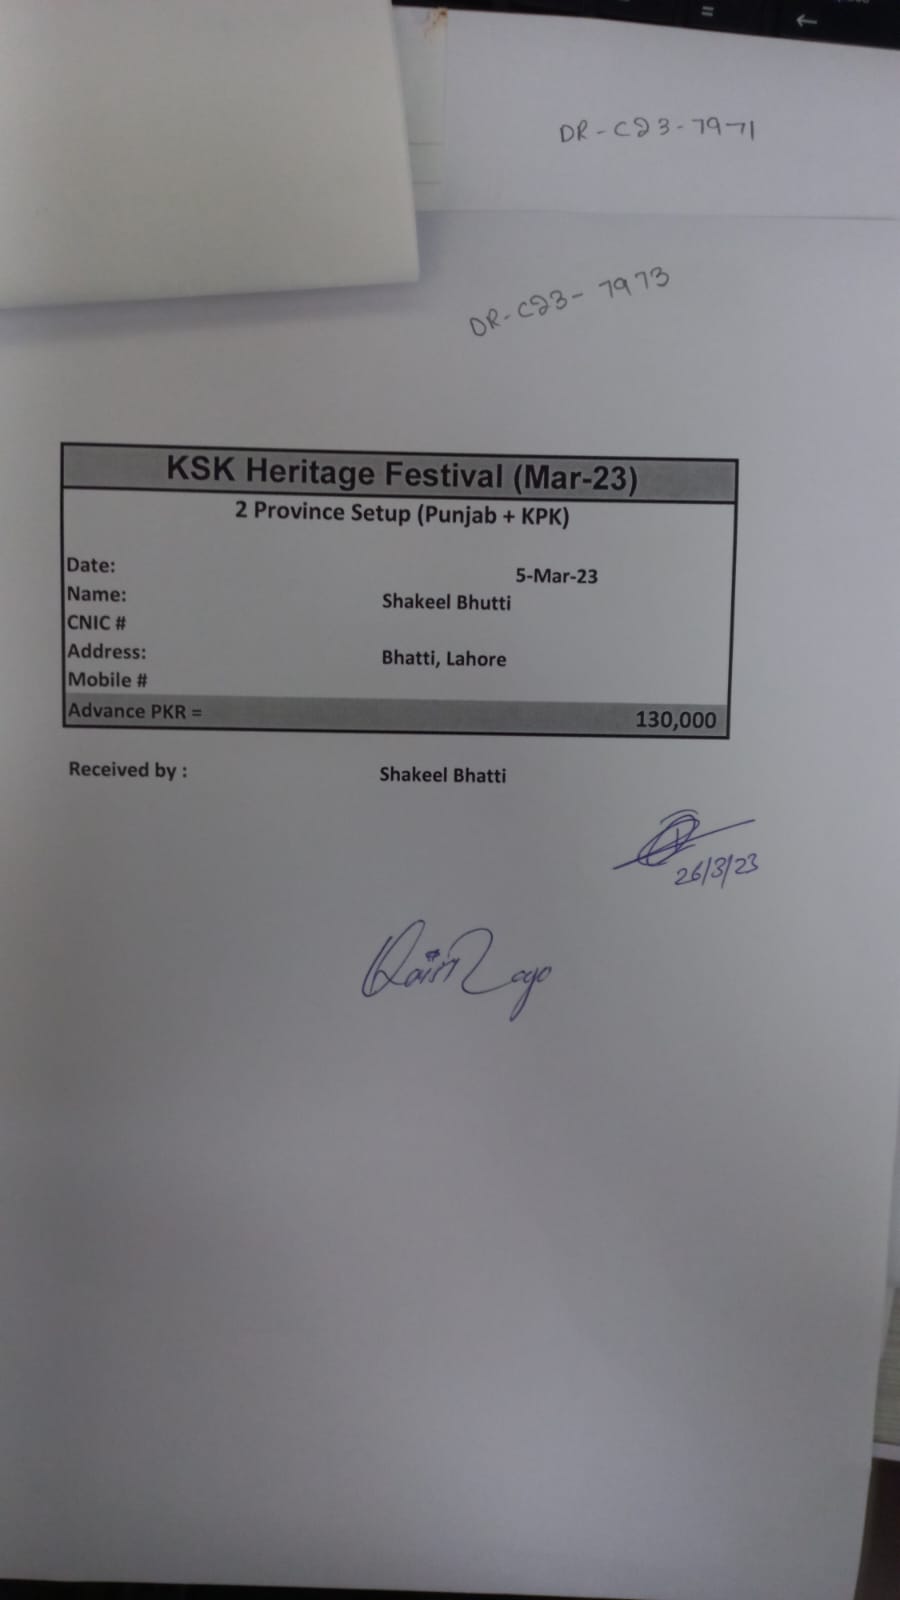 DR-C23-7971
DR-C23-7973
KSK Heritage Festival (Mar-23)
2 Province Setup (Punjab + KPK)
Date: 5-Mar-23
Name: Shakeel Bhutti
CNIC #
Address: Bhatti, Lahore
Mobile #
Advance PKR = 130,000
Received by : Shakeel Bhatti
26/3/23